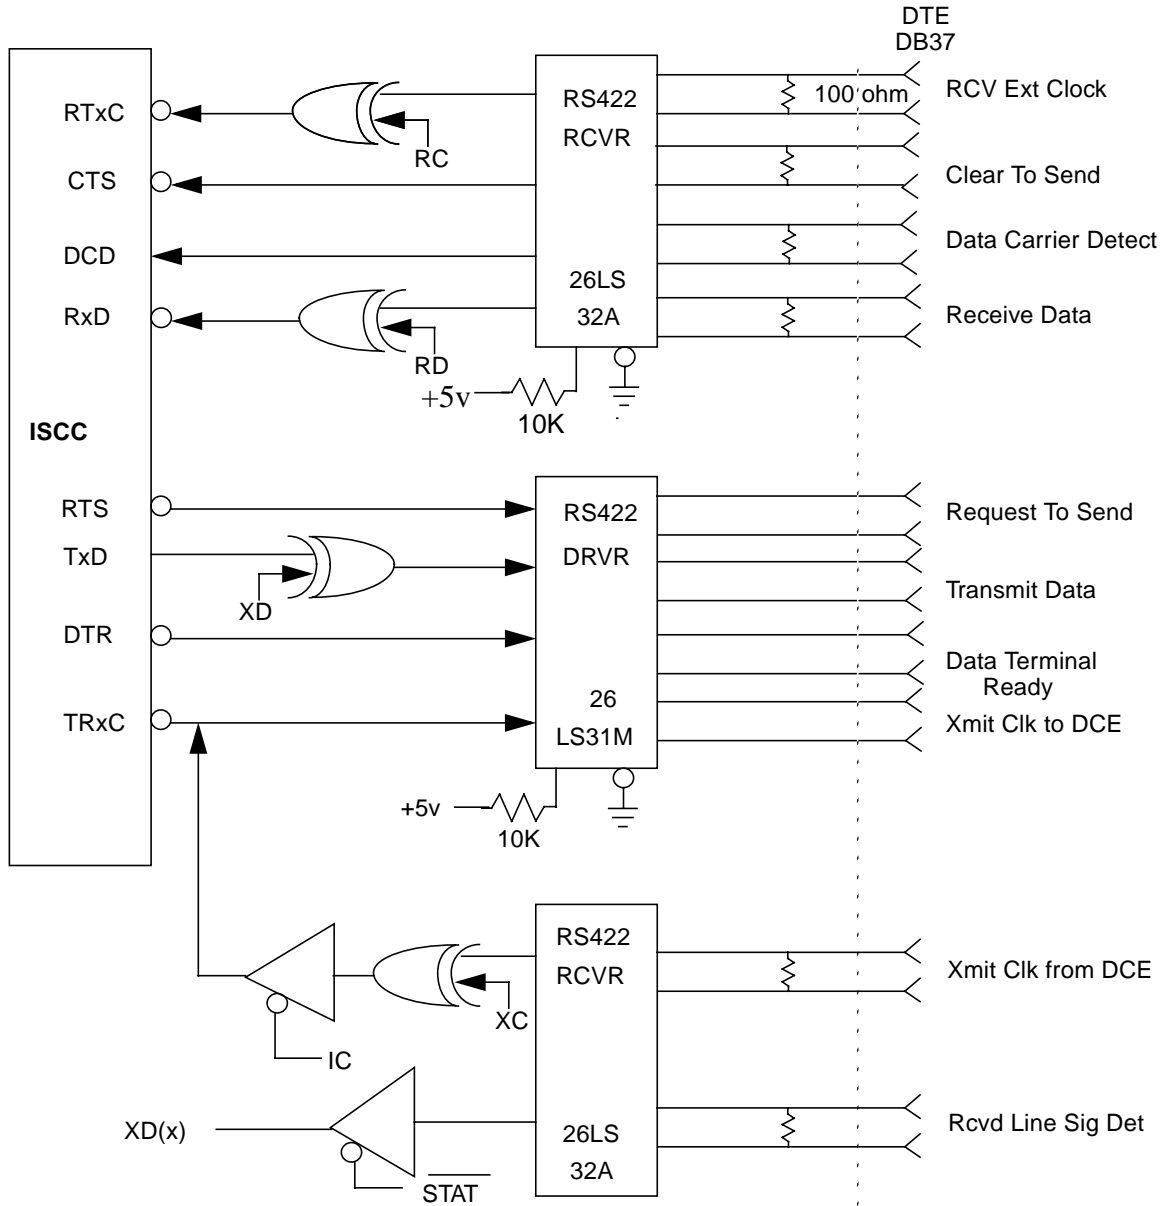 DTE
DB37
RTxC
RS422
100 ohm
RCV Ext Clock
RCVR
RC
CTS
Clear To Send
DCD
Data Carrier Detect
26LS
RxD
32A
Receive Data
RD
+5v
10K
ISCC
RTS
RS422
Request To Send
TxD
DRVR
XD
Transmit Data
DTR
Data Terminal
Ready
26
TRxC
LS31M
Xmit Clk to DCE
+5v
10K
RS422
RCVR
Xmit Clk from DCE
XC
IC
XD(x)
26LS
Rcvd Line Sig Det
32A
STAT